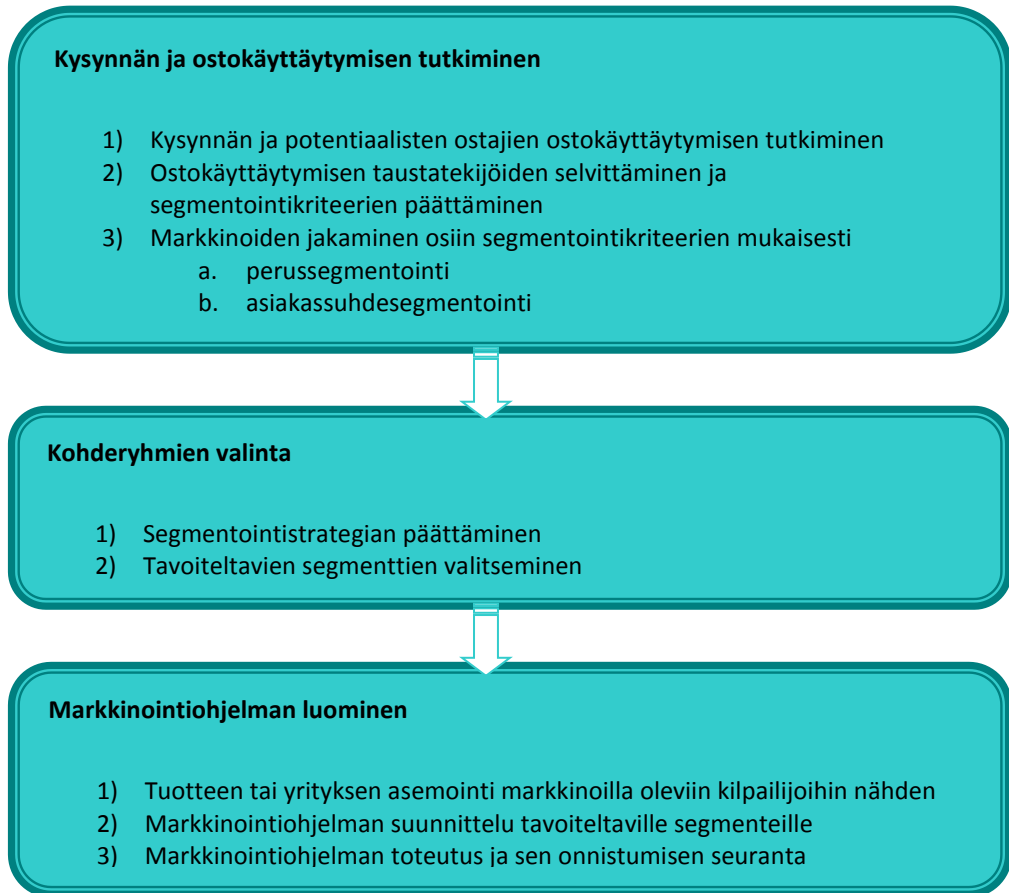 Kysynnän ja ostokäyttäytymisen tutkiminen
1) Kysynnän ja potentiaalisten ostajien ostokäyttäytymisen tutkiminen
2) Ostokäyttäytymisen taustatekijöiden selvittäminen ja
segmentointikriteerien päättäminen
3) Markkinoiden jakaminen osiin segmentointikriteerien mukaisesti
a. perussegmentointi
b. asiakassuhdesegmentointi
Kohderyhmien valinta
1) Segmentointistrategian päättäminen
2) Tavoiteltavien segmenttien valitseminen
Markkinointiohjelman luominen
1) Tuotteen tai yrityksen asemointi markkinoilla oleviin kilpailijoihin nähden
2) Markkinointiohjelman suunnittelu tavoiteltaville segmenteille
3) Markkinointiohjelman toteutus ja sen onnistumisen seuranta